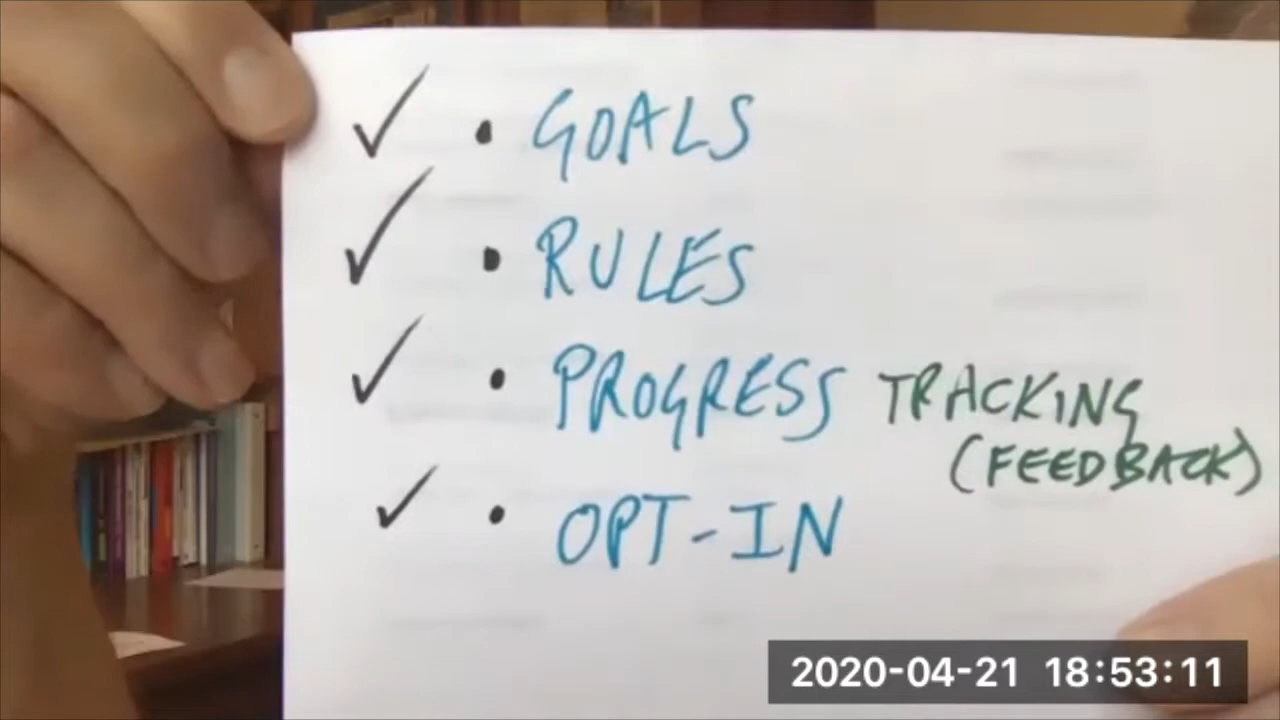 ✓ • GOALS
✓ • RULES
✓ • PROGRESS TRACKING
(FEEDBACK)
✓ • OPT-IN
2020-04-21 18:53:11